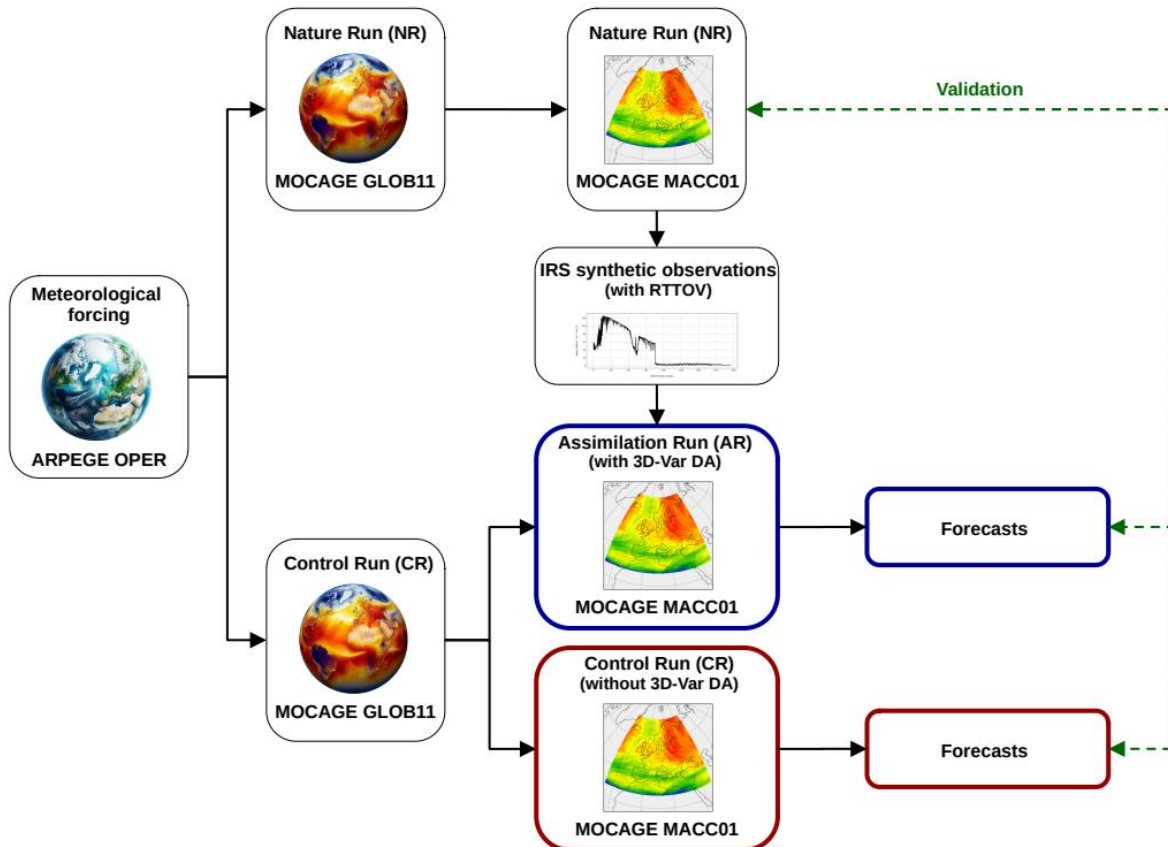 Nature Run (NR)
MOCAGE GLOB11
Nature Run (NR)
MOCAGE MACC01
Validation
IRS synthetic observations
(with RTTOV)
Meteorological
forcing
ARPEGE OPER
Assimilation Run (AR)
(with 3D-Var DA)
MOCAGE MACC01
Forecasts
Control Run (CR)
MOCAGE GLOB11
Control Run (CR)
(without 3D-Var DA)
MOCAGE MACC01
Forecasts